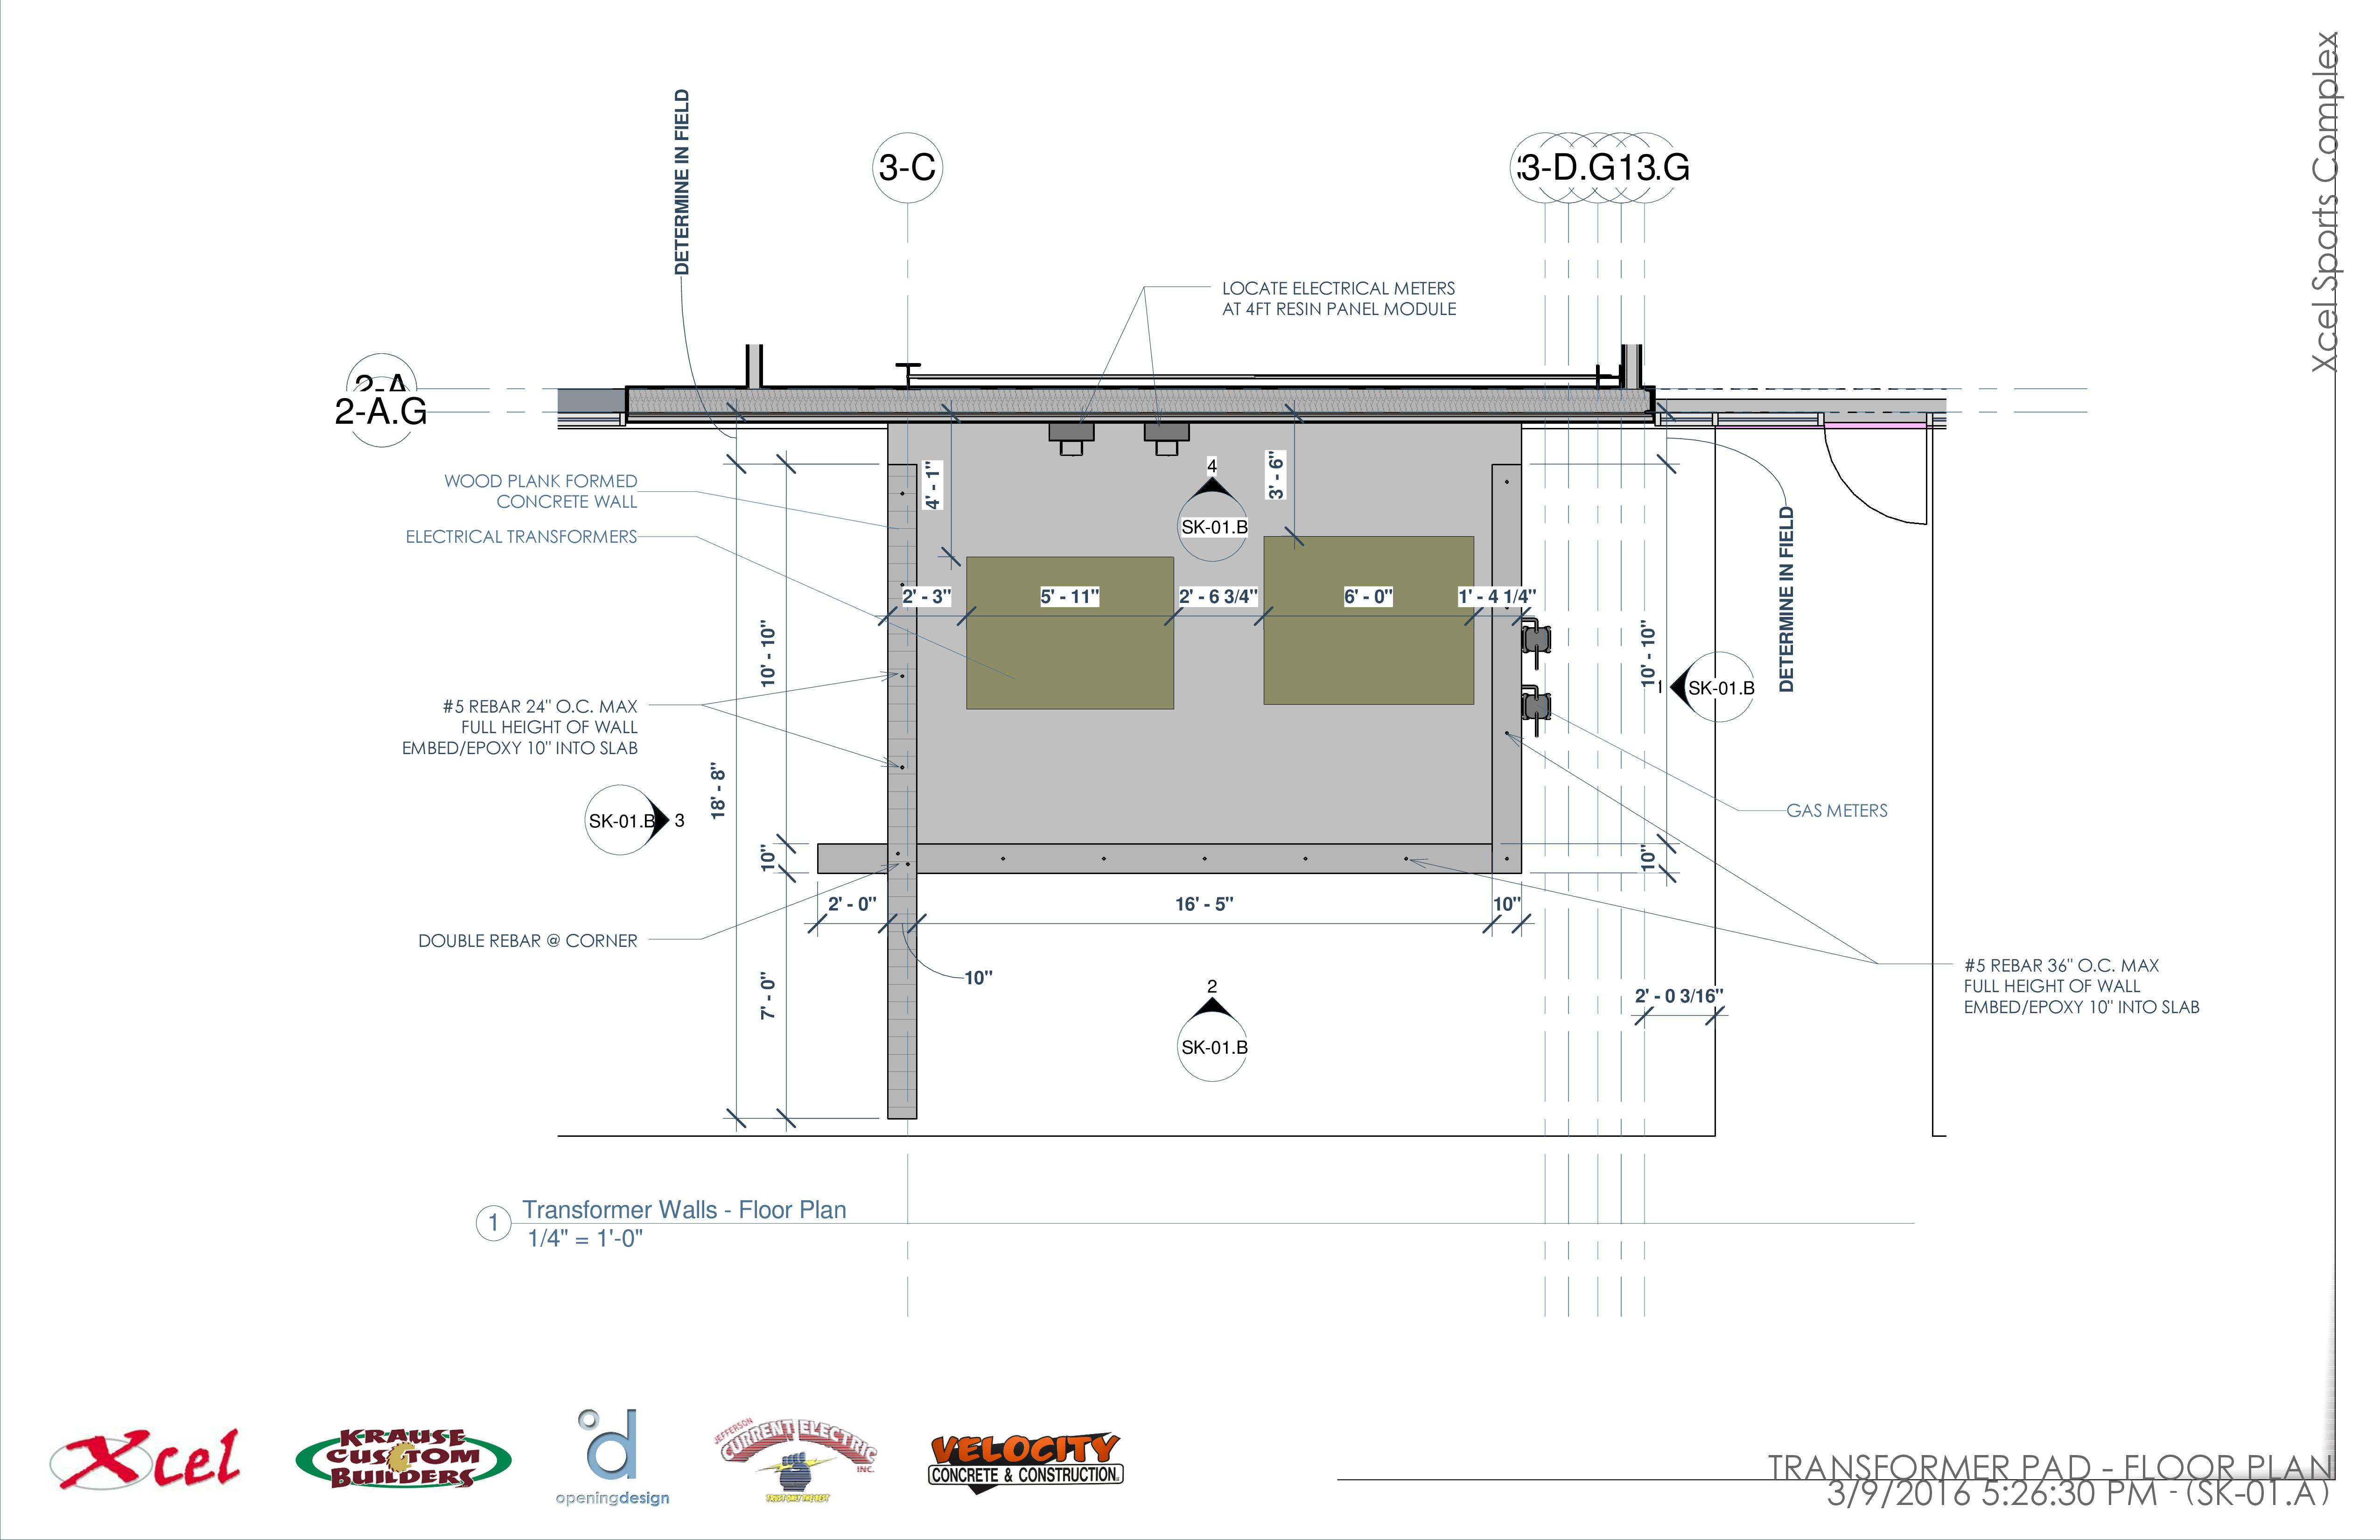 Xcel Sports Complex
DETERMINE IN FIELD
3-C
3-D.G13.G
LOCATE ELECTRICAL METERS
AT 4FT RESIN PANEL MODULE
2-A
2-A.G
WOOD PLANK FORMED
CONCRETE WALL
ELECTRICAL TRANSFORMERS
4' - 1"
3' - 6"
4
SK-01.B
2' - 3"
5' - 11"
2' - 6 3/4"
6' - 0"
1' - 4 1/4"
10' - 10"
10' - 10"
DETERMINE IN FIELD
1
SK-01.B
#5 REBAR 24" O.C. MAX
FULL HEIGHT OF WALL
EMBED/EPOXY 10" INTO SLAB
18' - 8"
SK-01.B
3
GAS METERS
10"
10"
2' - 0"
16' - 5"
10"
DOUBLE REBAR @ CORNER
10"
7' - 0"
2
SK-01.B
#5 REBAR 36" O.C. MAX
FULL HEIGHT OF WALL
EMBED/EPOXY 10" INTO SLAB
2' - 0 3/16"
1
Transformer Walls - Floor Plan
1/4" = 1'-0"
Xcel
KRAUSE
CUSTOM
BUILDERS
openingdesign
JEFFERSON
CURRENT ELECTRIC
INC.
TRUST ONLY THE BEST
VELOCITY
CONCRETE & CONSTRUCTION
TRANSFORMER PAD - FLOOR PLAN
3/9/2016 5:26:30 PM - (SK-01.A)